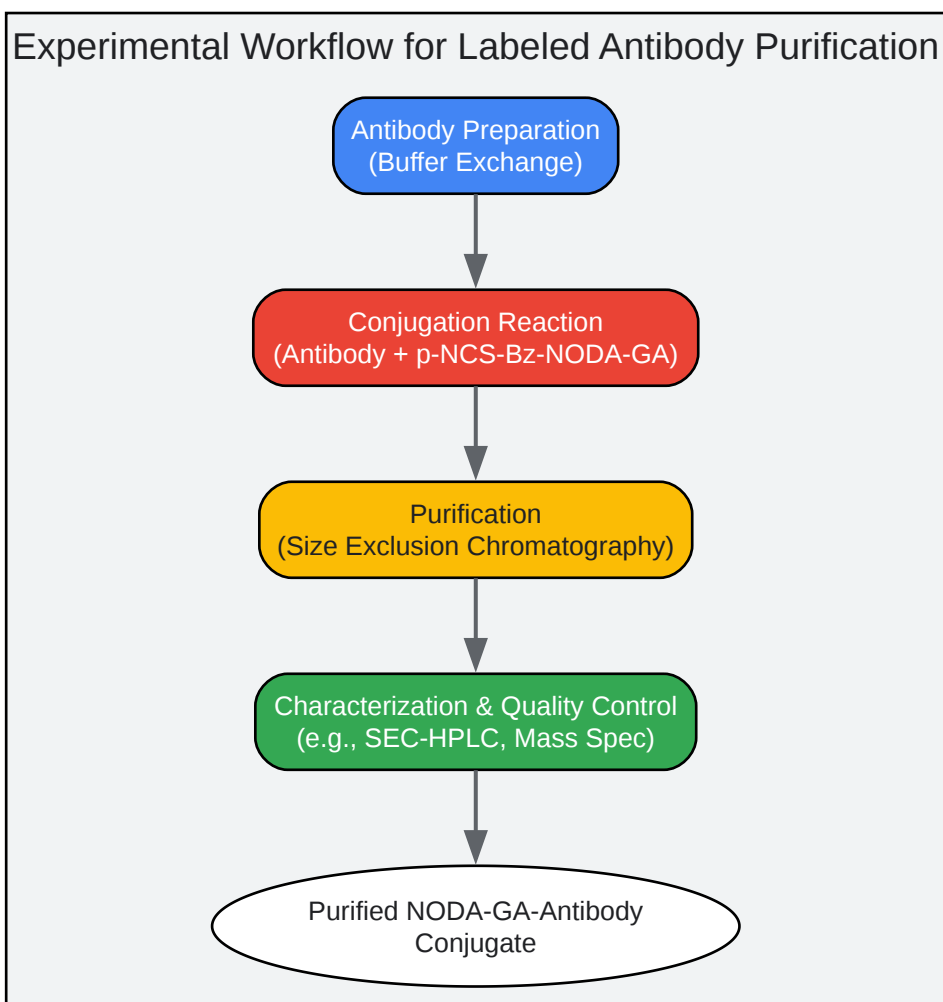 Experimental Workflow for Labeled Antibody Purification
Antibody Preparation
(Buffer Exchange)
Conjugation Reaction
(Antibody + p-NCS-Bz-NODA-GA)
Purification
(Size Exclusion Chromatography)
Characterization & Quality Control
(e.g., SEC-HPLC, Mass Spec)
Purified NODA-GA-Antibody
Conjugate